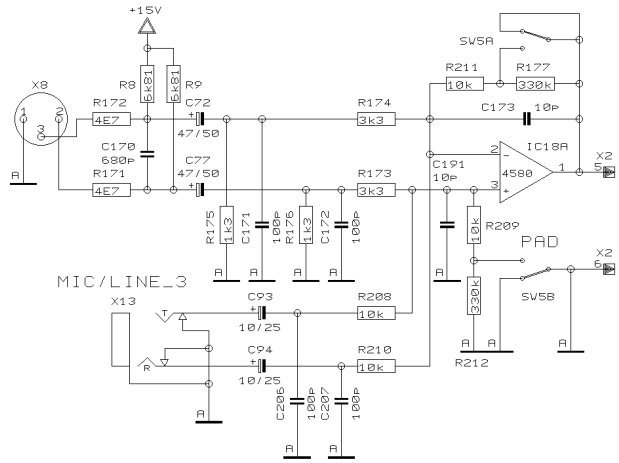 +15V
SW5A
X8
R8
6k81
6k81
R9
R211
10k
R177
330k
R172
C72
R174
C173
10p
1
2
3
4E7
47/50
3k3
IC18A
C170
680p
C77
R173
C191
10p
2
-
4580
1
X2
5
R171
47/50
3
+
A
4E7
3k3
R175
1k3
C171
100p
R176
1k3
C172
100p
10k
R209
PAD
X2
6
A
A
A
A
330k
SW5B
MIC/LINE_3
X13
C93
R208
T
10/25
10k
A
A
A
R212
C94
R210
R
10/25
10k
C206
100p
C207
100p
A
A
A